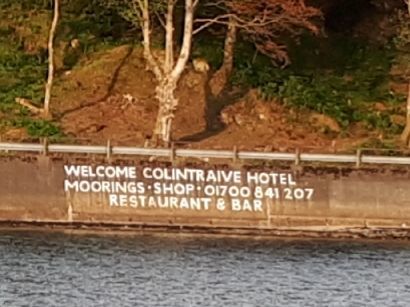 WELCOME COLINTRAIVE HOTEL
MOORINGS · SHOP · 01700 841 207
RESTAURANT & BAR